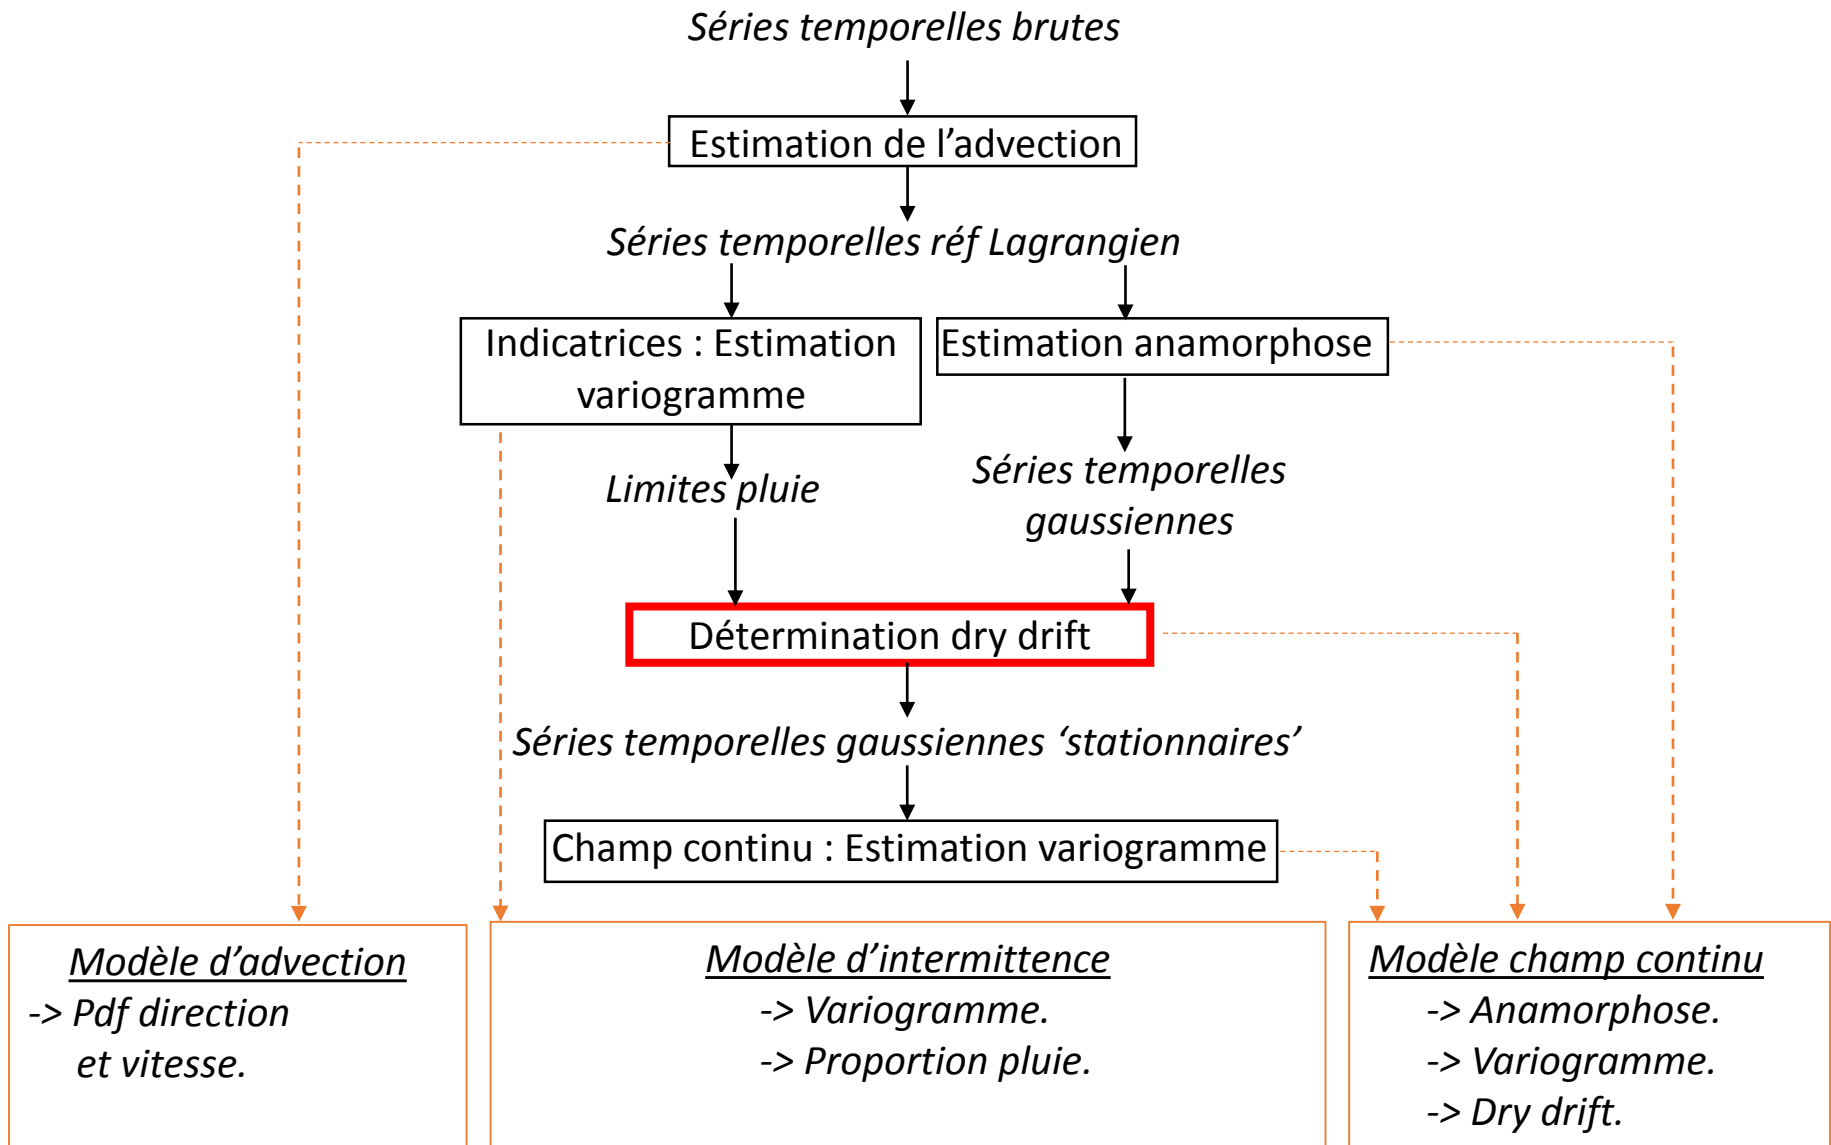 Séries temporelles brutes
Estimation de l’advection
Séries temporelles réf Lagrangien
Indicatrices : Estimation
variogramme
Estimation anamorphose
Limites pluie
Séries temporelles
gaussiennes
Détermination dry drift
Séries temporelles gaussiennes ‘stationnaires’
Champ continu : Estimation variogramme
Modèle d’advection
-> Pdf direction
et vitesse.
Modèle d’intermittence
-> Variogramme.
-> Proportion pluie.
Modèle champ continu
-> Anamorphose.
-> Variogramme.
-> Dry drift.